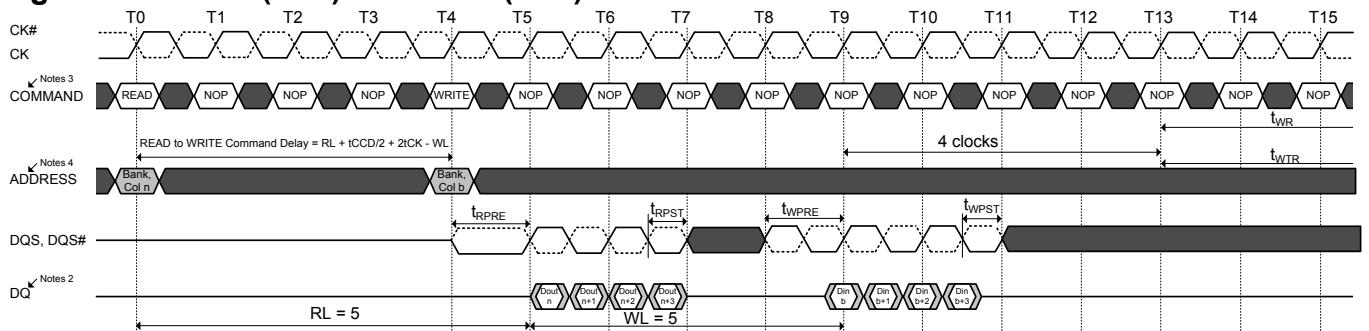 T0 T1 T2 T3 T4 T5 T6 T7 T8 T9 T10 T11 T12 T13 T14 T15
CK#
CK
Notes 3
COMMAND
READ NOP NOP NOP WRITE NOP NOP NOP NOP NOP NOP NOP NOP NOP NOP NOP
tWR
READ to WRITE Command Delay = RL + tCCD/2 + 2tCK - WL
4 clocks
Notes 4
ADDRESS
Bank, Col n
Bank, Col b
tWTR
tRPRE tRPST tWPRE tWPST
DQS, DQS#
Notes 2
DQ
Dout n
Dout n+1
Dout n+2
Dout n+3
Din b
Din b+1
Din b+2
Din b+3
RL = 5 WL = 5